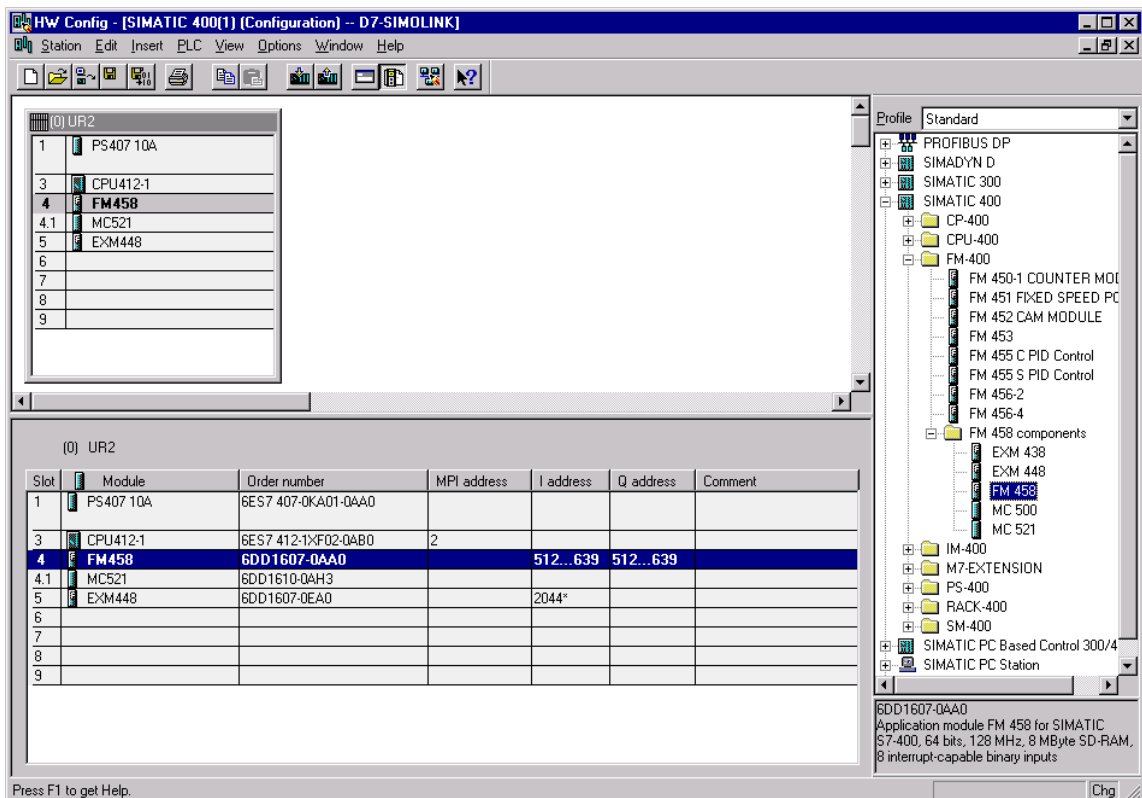 HW Config - [SIMATIC 400(1) (Configuration) -- D7-SIMOLINK]
Station Edit Insert PLC View Options Window Help
(0) UR2
1 PS407 10A
3 CPU412-1
4 FM458
4.1 MC521
5 EXM448
6
7
8
9
(0) UR2
Slot Module Order number MPI address I address Q address Comment
1 PS407 10A 6ES7 407-0KA01-0AA0
3 CPU412-1 6ES7 412-1XF02-0AB0 2
4 FM458 6DD1607-0AA0 512...639 512...639
4.1 MC521 6DD1610-0AH3
5 EXM448 6DD1607-0EA0 2044*
6
7
8
9
Profile Standard
PROFIBUS DP
SIMADYN D
SIMATIC 300
SIMATIC 400
CP-400
CPU-400
FM-400
FM 450-1 COUNTER MOD
FM 451 FIXED SPEED PO
FM 452 CAM MODULE
FM 453
FM 455 C PID Control
FM 455 S PID Control
FM 456-2
FM 456-4
FM 458 components
EXM 438
EXM 448
FM 458
MC 500
MC 521
IM-400
M7-EXTENSION
PS-400
RACK-400
SM-400
SIMATIC PC Based Control 300/4
SIMATIC PC Station
6DD1607-0AA0
Application module FM 458 for SIMATIC
S7-400, 64 bits, 128 MHz, 8 MByte SD-RAM,
8 interrupt-capable binary inputs
Press F1 to get Help.
Chg